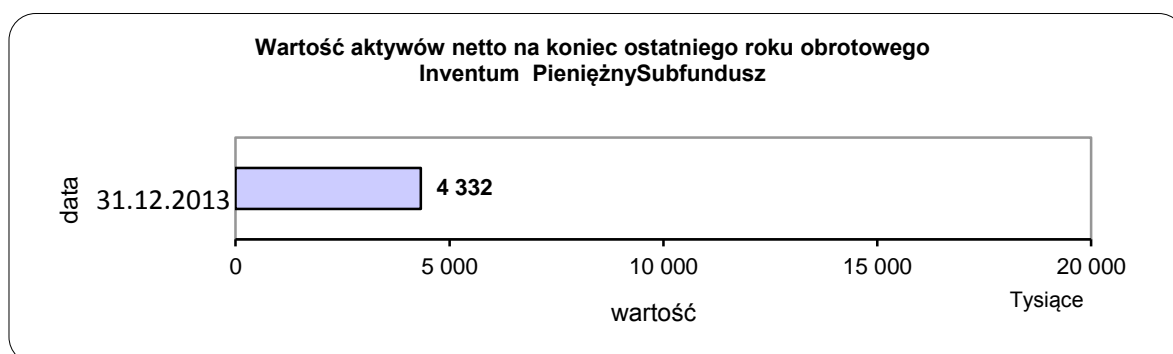 Wartość aktywów netto na koniec ostatniego roku obrotowego
Inventum PieniężnySubfundusz
data
31.12.2013
4 332
0
5 000
10 000
15 000
20 000
Tysiące
wartość